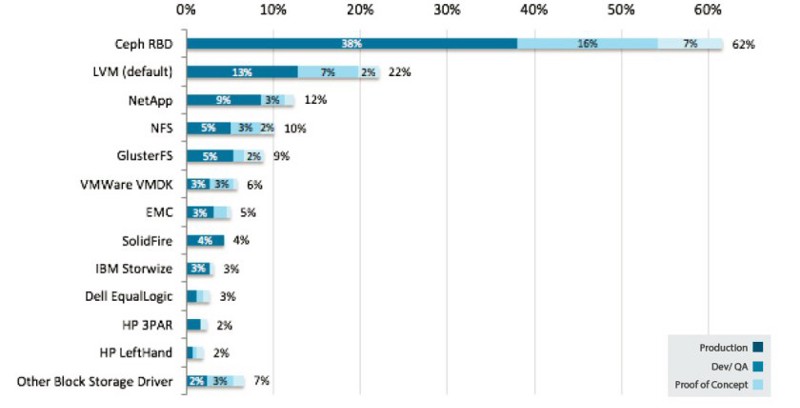 0% 10% 20% 30% 40% 50% 60%
Ceph RBD 38% 16% 7% 62%
LVM (default) 13% 7% 2% 22%
NetApp 9% 3% 12%
NFS 5% 3% 2% 10%
GlusterFS 5% 2% 9%
VMWare VMDK 3% 3% 6%
EMC 3% 5%
SolidFire 4% 4%
IBM Storwize 3% 3%
Dell EqualLogic 3%
HP 3PAR 2%
HP LeftHand 2%
Other Block Storage Driver 2% 3% 7%
Production
Dev/ QA
Proof of Concept